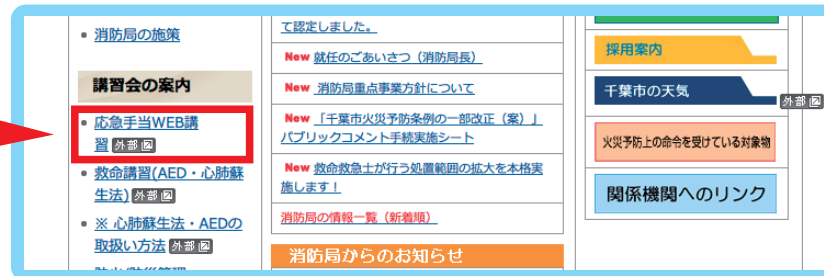 消防局の施策
講習会の案内
応急手当WEB講
習 外部
救命講習(AED・心肺蘇
生法) 外部
※ 心肺蘇生法・AEDの
取扱い方法 外部
て認定しました。
New 就任のごあいさつ（消防局長）
New 消防局重点事業方針について
New 「千葉市火災予防条例の一部改正（案）」
パブリックコメント手続実施シート
New 救命救急士が行う処置範囲の拡大を本格実
施します！
消防局の情報一覧（新着順）
消防局からのお知らせ
採用案内
千葉市の天気
外部
火災予防上の命令を受けている対象物
関係機関へのリンク